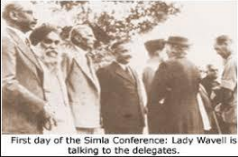 First day of the Simla Conference: Lady Wavell is
talking to the delegates.